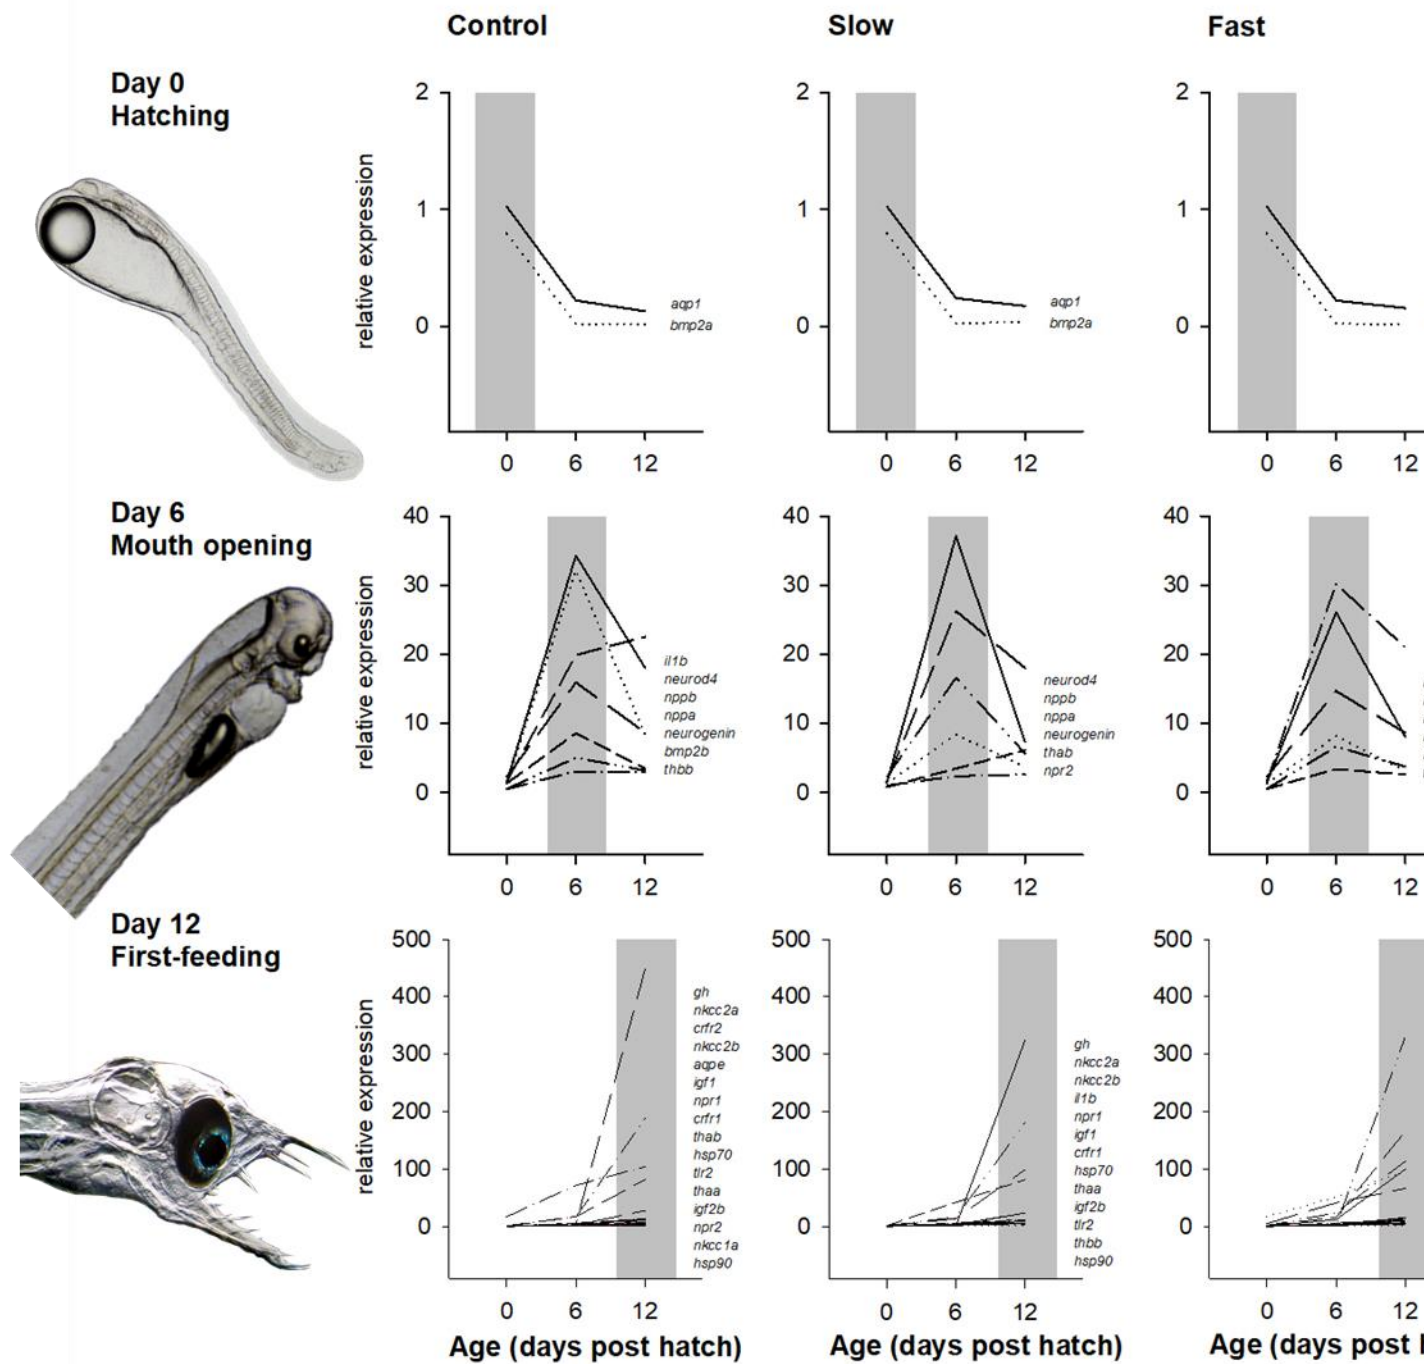 Control
Slow
Fast
Day 0
Hatching
relative expression
2
1
0
aqp1
bmp2a
0 6 12
2
1
0
aqp1
bmp2a
0 6 12
2
1
0
0 6 12
Day 6
Mouth opening
relative expression
40
30
20
10
0
il1b
neurod4
nppb
nppa
neurogenin
bmp2b
thbb
0 6 12
40
30
20
10
0
neurod4
nppb
nppa
neurogenin
thab
npr2
0 6 12
40
30
20
10
0
0 6 12
Day 12
First-feeding
relative expression
500
400
300
200
100
0
gh
nkcc2a
crfr2
nkcc2b
aqpe
igf1
npr1
crfr1
thab
hsp70
tlr2
thaa
igf2b
npr2
nkcc1a
hsp90
0 6 12
Age (days post hatch)
500
400
300
200
100
0
gh
nkcc2a
nkcc2b
il1b
npr1
igf1
crfr1
hsp70
thaa
igf2b
tlr2
thbb
hsp90
0 6 12
Age (days post hatch)
500
400
300
200
100
0
0 6 12
Age (days post h